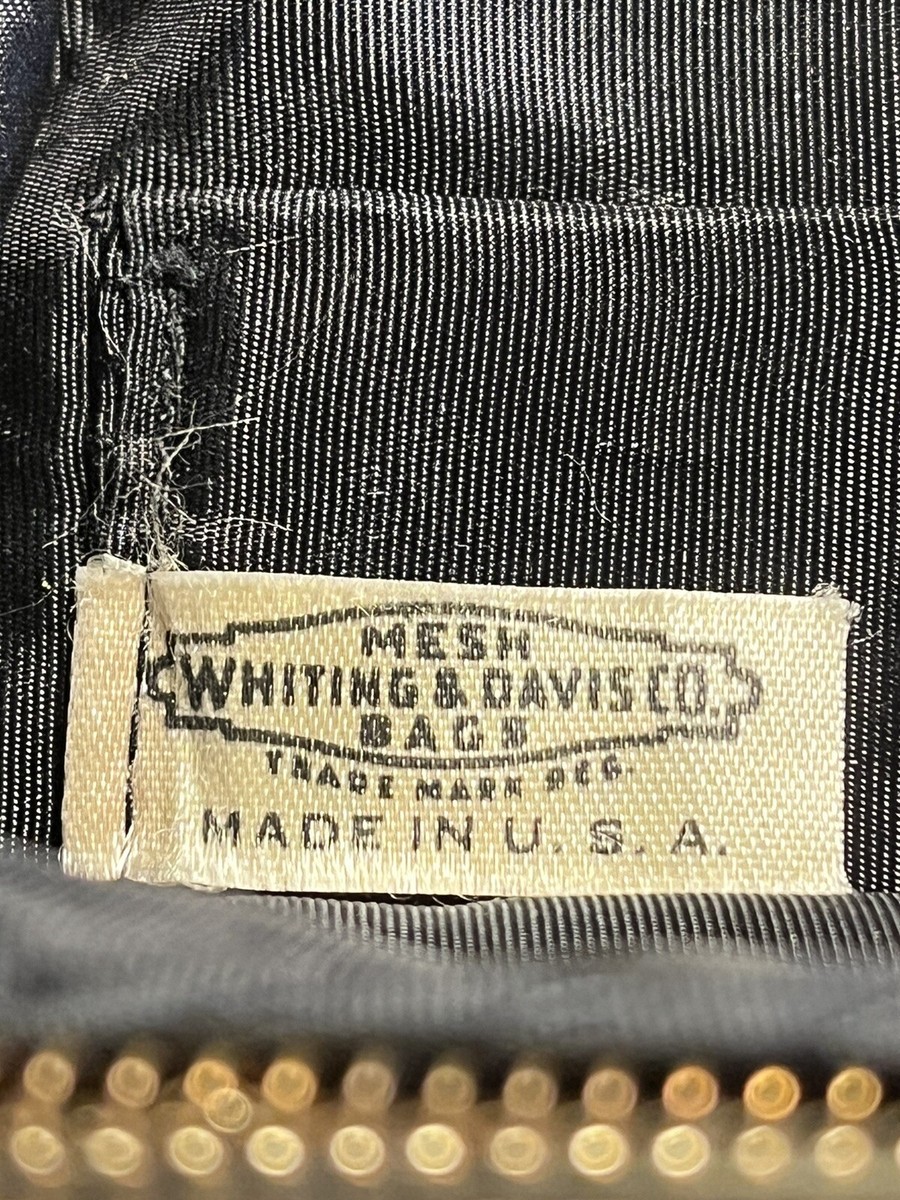 MESH
WHITING & DAVIS CO.
BAGS
TRADE MARK REG.
MADE IN U. S. A.